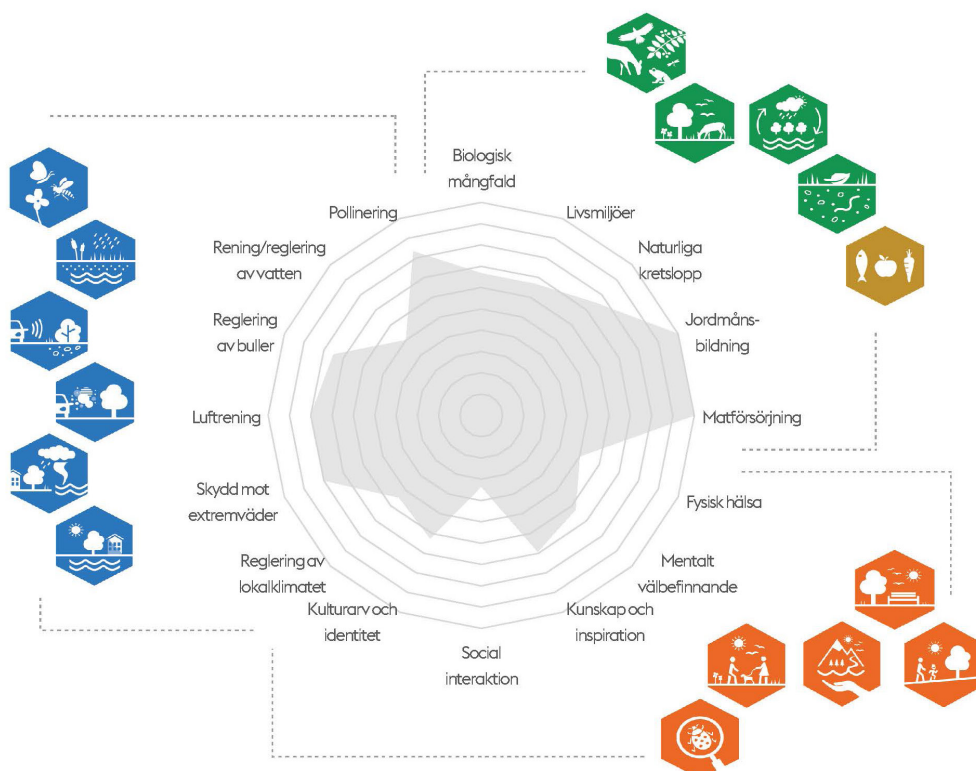 Biologisk
mångfald
Livsmiljöer
Naturliga
kretslopp
Jordmåns-
bildning
Matförsörjning
Fysisk hälsa
Mentalt
välbefinnande
Kunskap och
inspiration
Social
interaktion
Kulturarv och
identitet
Reglering av
lokalklimatet
Skydd mot
extremväder
Luftrening
Reglering
av buller
Rening/reglering
av vatten
Pollinering